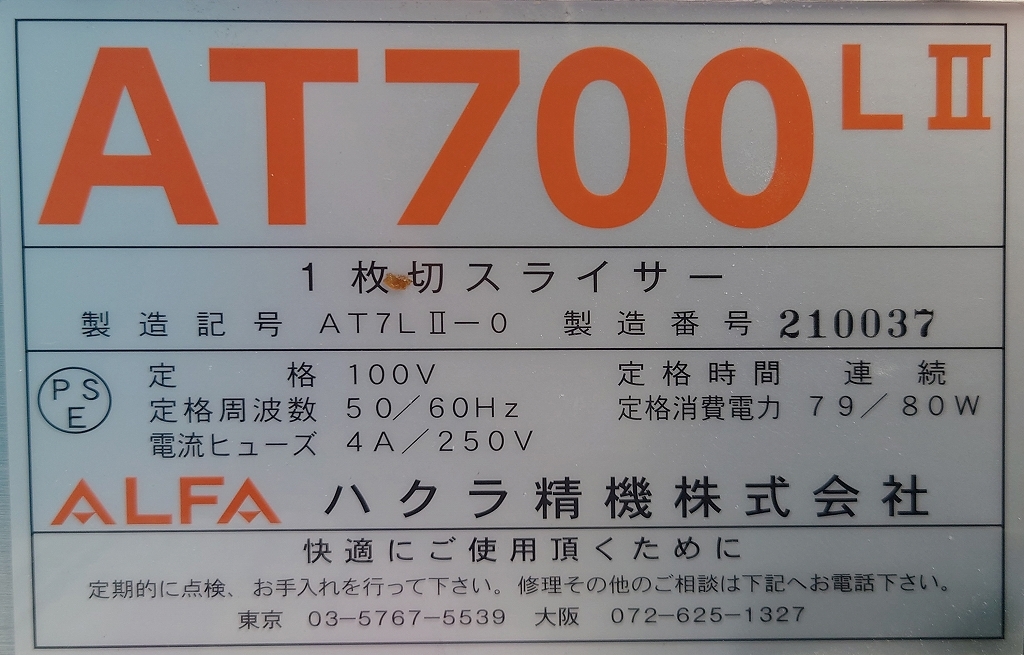 AT700LⅡ
1枚切スライサー
製造記号 AT7LⅡ-0 製造番号 210037
PSE
定格 100V 定格時間 連続
定格周波数 50/60Hz 定格消費電力 79/80W
電流ヒューズ 4A/250V
ALFA ハクラ精機株式会社
快適にご使用頂くために
定期的に点検、お手入れを行って下さい。修理その他のご相談は下記へお電話下さい。
東京 03-5767-5539 大阪 072-625-1327